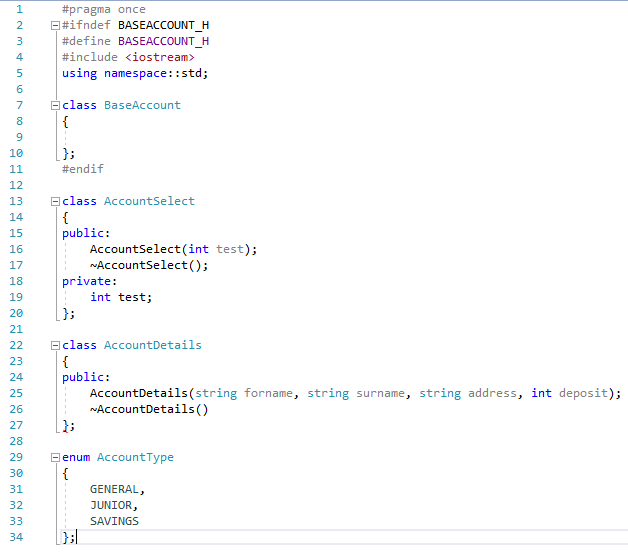 1 #pragma once
2 #ifndef BASEACCOUNT_H
3 #define BASEACCOUNT_H
4 #include <iostream>
5 using namespace::std;
6
7 class BaseAccount
8 {
9
10 };
11 #endif
12
13 class AccountSelect
14 {
15 public:
16 AccountSelect(int test);
17 ~AccountSelect();
18 private:
19 int test;
20 };
21
22 class AccountDetails
23 {
24 public:
25 AccountDetails(string forname, string surname, string address, int deposit);
26 ~AccountDetails()
27 };
28
29 enum AccountType
30 {
31 GENERAL,
32 JUNIOR,
33 SAVINGS
34 };